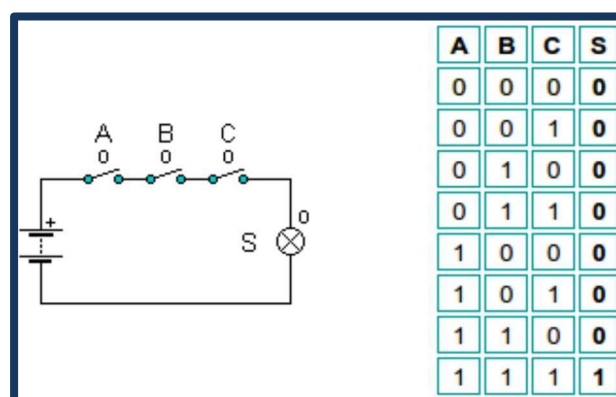 A B C
0 0 0
+
0
S
A B C S
0 0 0 0
0 0 1 0
0 1 0 0
0 1 1 0
1 0 0 0
1 0 1 0
1 1 0 0
1 1 1 1